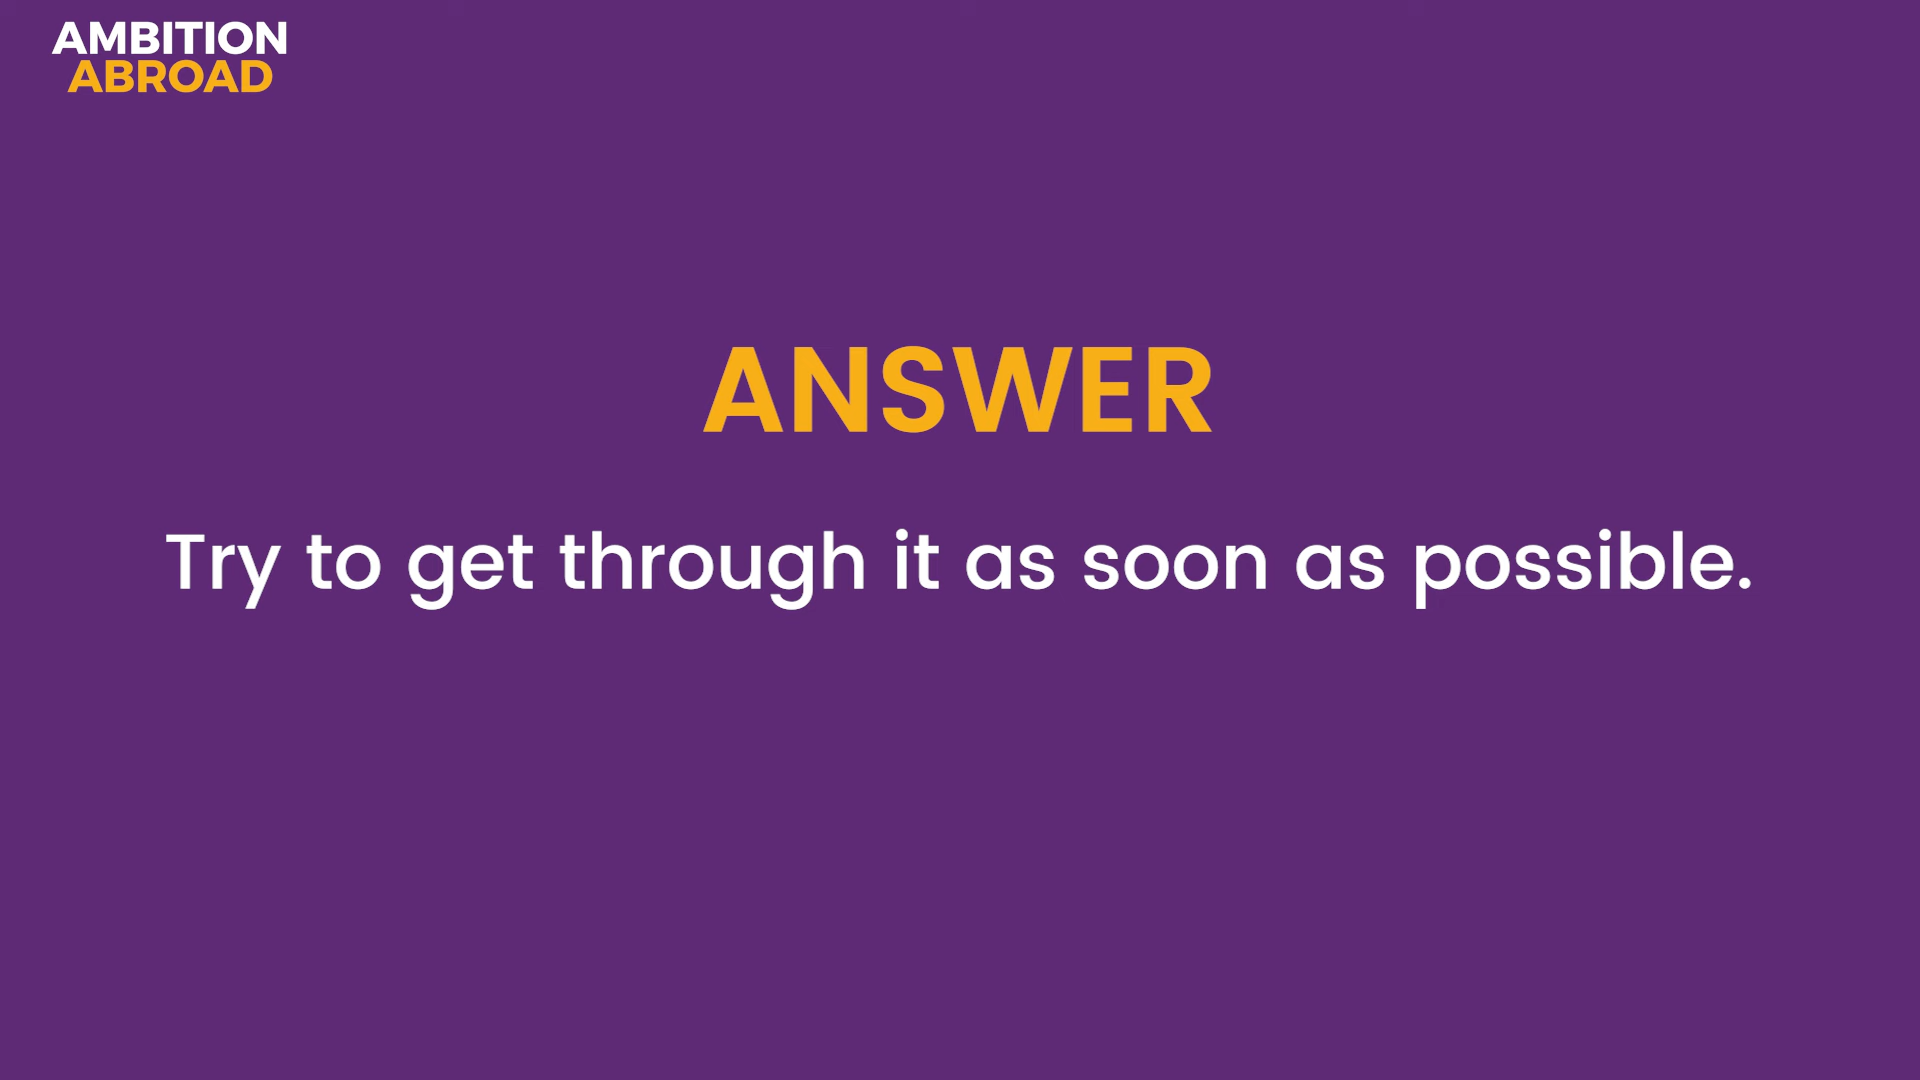 AMBITION
ABROAD
ANSWER
Try to get through it as soon as possible.